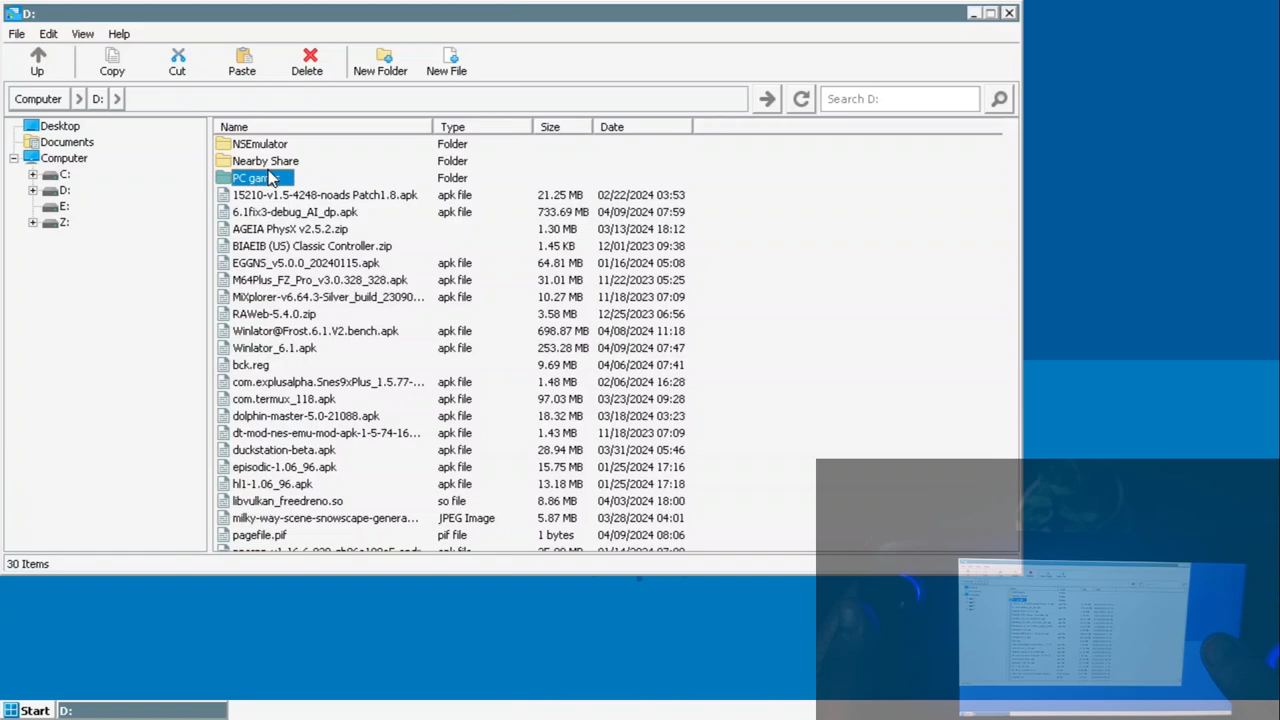 D:
File Edit View Help
Up Copy Cut Paste Delete New Folder New File
Computer D: Search D:
Desktop
Documents
Computer
C:
D:
E:
Z:
Name Type Size Date
NSEmulator Folder
Nearby Share Folder
PC games Folder
15210-v1.5-4248-noads Patch1.8.apk apk file 21.25 MB 02/22/2024 03:53
6.1fix3-debug_AI_dp.apk apk file 733.69 MB 04/09/2024 07:59
AGEIA PhysX v2.5.2.zip 1.30 MB 03/13/2024 18:12
BIAEIB (US) Classic Controller.zip 1.45 KB 12/01/2023 09:38
EGGNS_v5.0.0_20240115.apk apk file 64.81 MB 01/16/2024 05:08
M64Plus_FZ_Pro_v3.0.328_328.apk apk file 31.01 MB 11/22/2023 05:25
MiXplorer-v6.64.3-Silver_build_23090... apk file 10.27 MB 11/18/2023 07:09
RAWeb-5.4.0.zip 3.58 MB 12/25/2023 06:56
Winlator@Frost.6.1.V2.bench.apk apk file 698.87 MB 04/08/2024 11:18
Winlator_6.1.apk apk file 253.28 MB 04/09/2024 07:47
bck.reg 9.69 MB 04/06/2024 07:41
com.explusalpha.Snes9xPlus_1.5.77-... apk file 1.48 MB 02/06/2024 16:28
com.termux_118.apk apk file 97.03 MB 03/23/2024 09:28
dolphin-master-5.0-21088.apk apk file 18.32 MB 03/18/2024 03:23
dt-mod-nes-emu-mod-apk-1-5-74-16... apk file 1.43 MB 11/18/2023 07:09
duckstation-beta.apk apk file 28.94 MB 03/31/2024 05:46
episodic-1.06_96.apk apk file 15.75 MB 01/25/2024 17:16
hl1-1.06_96.apk apk file 13.18 MB 01/25/2024 17:18
libvulkan_freedreno.so so file 8.86 MB 04/03/2024 18:00
milky-way-scene-snowscape-genera... JPEG Image 5.87 MB 03/28/2024 04:01
pagefile.pif pif file 1 bytes 04/09/2024 08:06
30 Items
Start D: